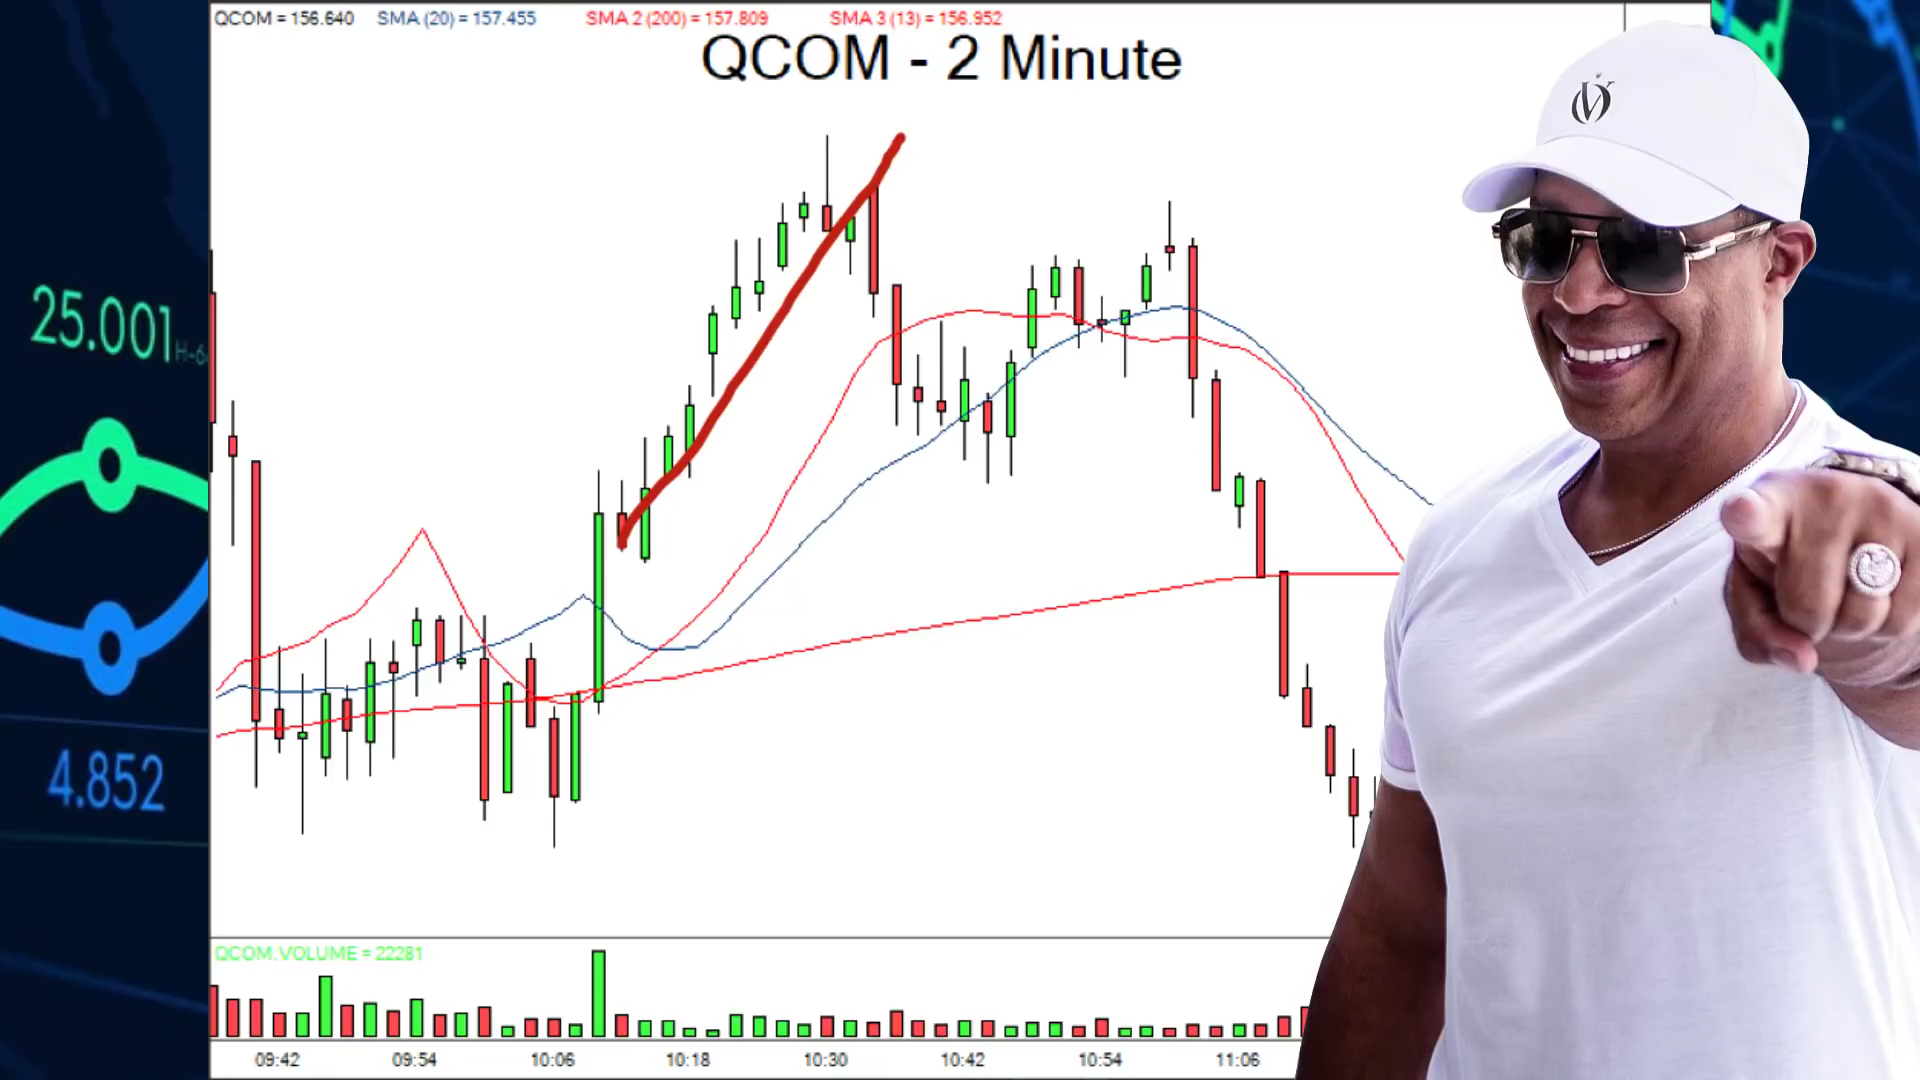 QCOM = 156.640 SMA (20) = 157.455 SMA 2 (200) = 157.809 SMA 3 (13) = 156.952
QCOM - 2 Minute
25.001
4.852
QCOM.VOLUME = 22281
09:42 09:54 10:06 10:18 10:30 10:42 10:54 11:06